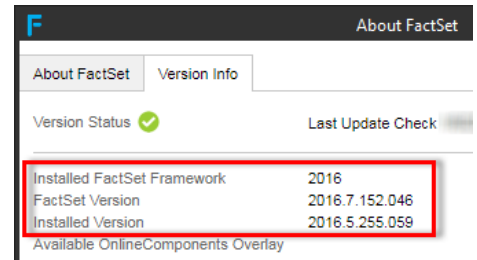 F
About FactSet
About FactSet Version Info
Version Status Last Update Check
Installed FactSet Framework 2016
FactSet Version 2016.7.152.046
Installed Version 2016.5.255.059
Available OnlineComponents Overlay